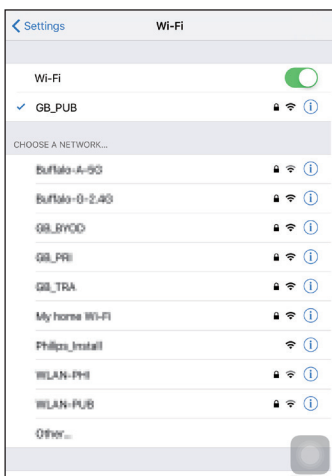 Settings
Wi-Fi
Wi-Fi
GB_PUB
CHOOSE A NETWORK...
Buffalo-A-5G
Buffalo-G-2.4G
GB_BYOD
GB_PRI
GB_TRA
My home Wi-Fi
Philips_Install
WLAN-PHI
WLAN-PUB
Other...